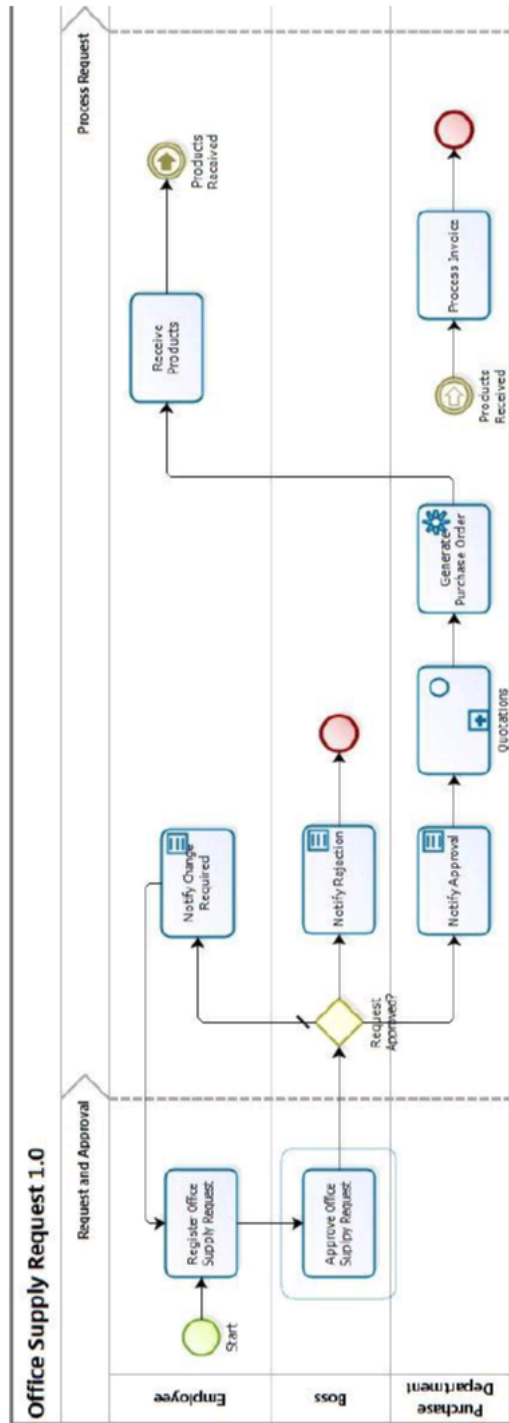 Office Supply Request 1.0
Request and Approval
Process Request
Employee
Boss
Purchase
Department
Start
Register Office
Supply Request
Approve Office
Suplpy Request
Request
Approved?
Notify Change
Required
Notify Rejection
Notify Approval
Quotations
Generate
Purchase Order
Receive
Products
Products
Received
Products
Received
Process Invoice